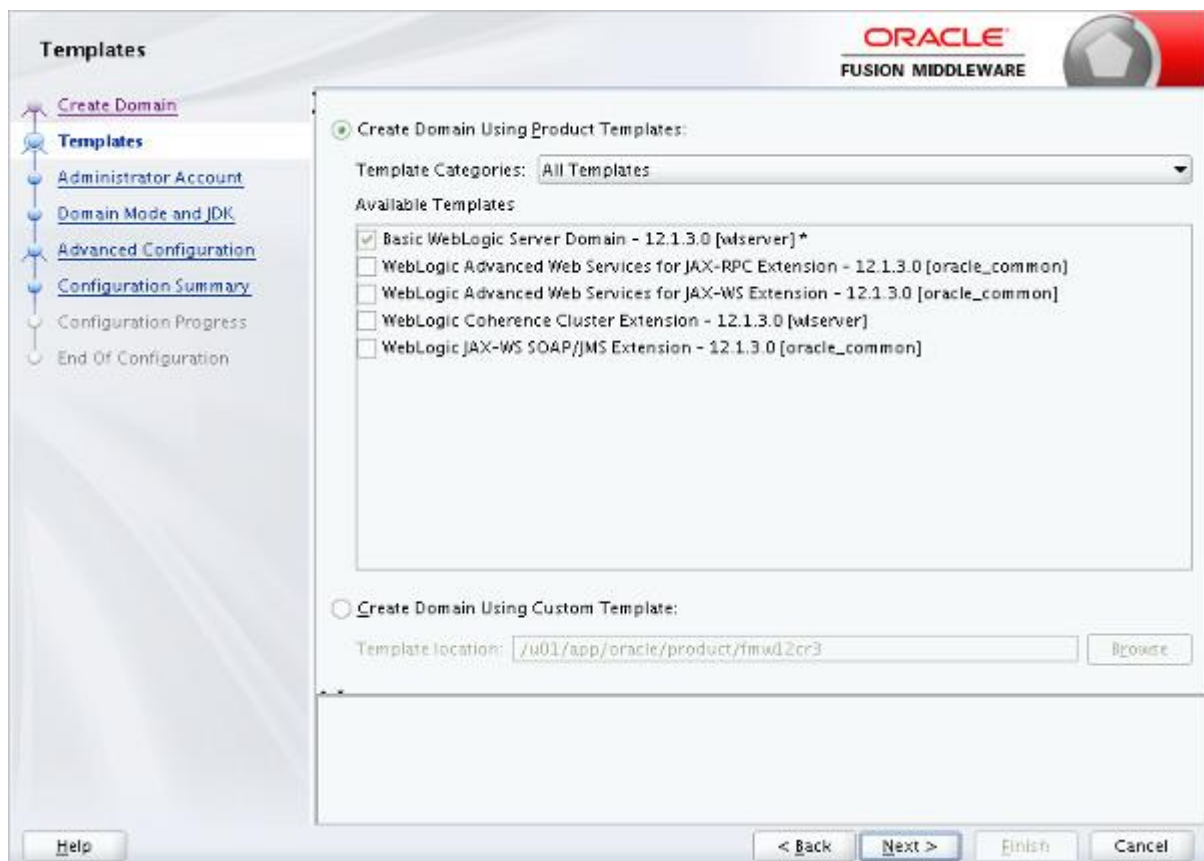 Templates
ORACLE
FUSION MIDDLEWARE
Create Domain
Templates
Administrator Account
Domain Mode and JDK
Advanced Configuration
Configuration Summary
Configuration Progress
End Of Configuration
Create Domain Using Product Templates:
Template Categories: All Templates
Available Templates
Basic WebLogic Server Domain - 12.1.3.0 [wlserver] *
WebLogic Advanced Web Services for JAX-RPC Extension - 12.1.3.0 [oracle_common]
WebLogic Advanced Web Services for JAX-WS Extension - 12.1.3.0 [oracle_common]
WebLogic Coherence Cluster Extension - 12.1.3.0 [wlserver]
WebLogic JAX-WS SOAP/JMS Extension - 12.1.3.0 [oracle_common]
Create Domain Using Custom Template:
Template location: /u01/app/oracle/product/fmw12cr3 Browse
Help < Back Next > Finish Cancel